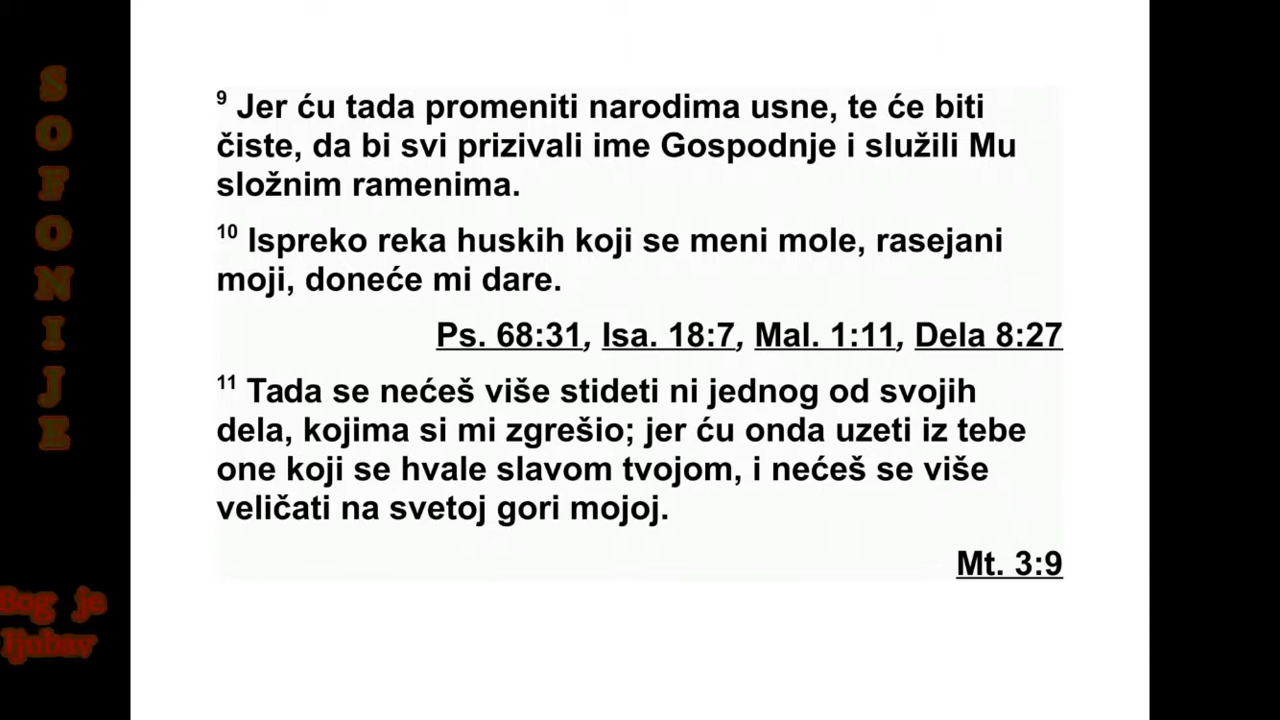 SOFONIJE
⁹ Jer ću tada promeniti narodima usne, te će biti
čiste, da bi svi prizivali ime Gospodnje i služili Mu
složnim ramenima.
¹⁰ Ispreko reka huskih koji se meni mole, rasejani
moji, doneće mi dare.
Ps. 68:31, Isa. 18:7, Mal. 1:11, Dela 8:27
¹¹ Tada se nećeš više stideti ni jednog od svojih
dela, kojima si mi zgrešio; jer ću onda uzeti iz tebe
one koji se hvale slavom tvojom, i nećeš se više
veličati na svetoj gori mojoj.
Mt. 3:9
Bog je
ljubav